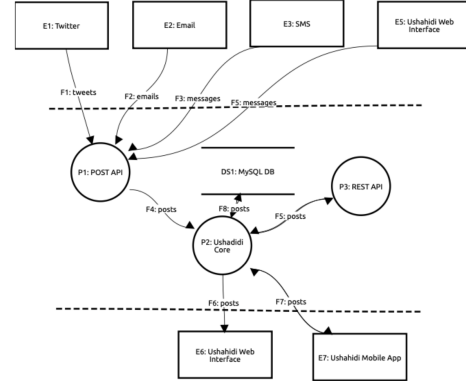 E1: Twitter
E2: Email
E3: SMS
E5: Ushahidi Web
Interface
F1: tweets
F2: emails
F3: messages
F5: messages
P1: POST API
DS1: MySQL DB
P3: REST API
F4: posts
F8: posts
F5: posts
P2: Ushadidi
Core
F6: posts
F7: posts
E6: Ushahidi Web
Interface
E7: Ushahidi Mobile App